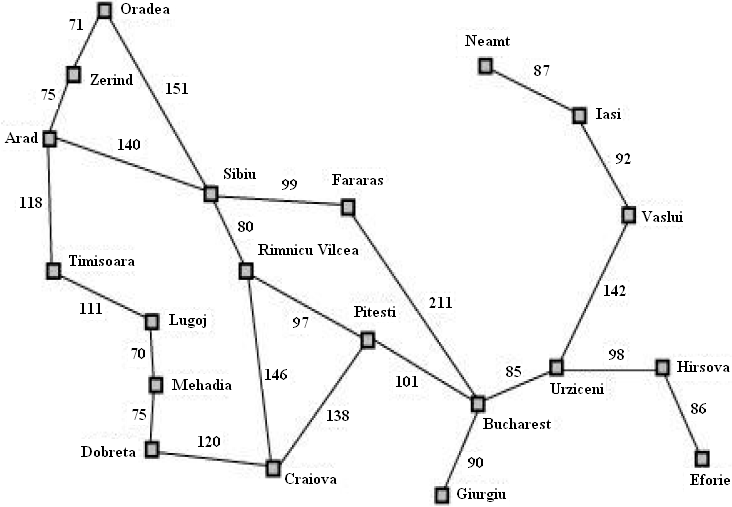 Oradea
71
Neamt
87
Zerind
151
75
Iasi
Arad
140
92
Sibiu
Fararas
99
118
Vaslui
80
Rimnicu Vilcea
Timisoara
142
111
211
Pitesti
Lugoj
97
70
98
Hirsova
146
101
85
Mehadia
Urziceni
75
138
86
Bucharest
120
Dobreta
90
Craiova
Eforie
Giurgiu